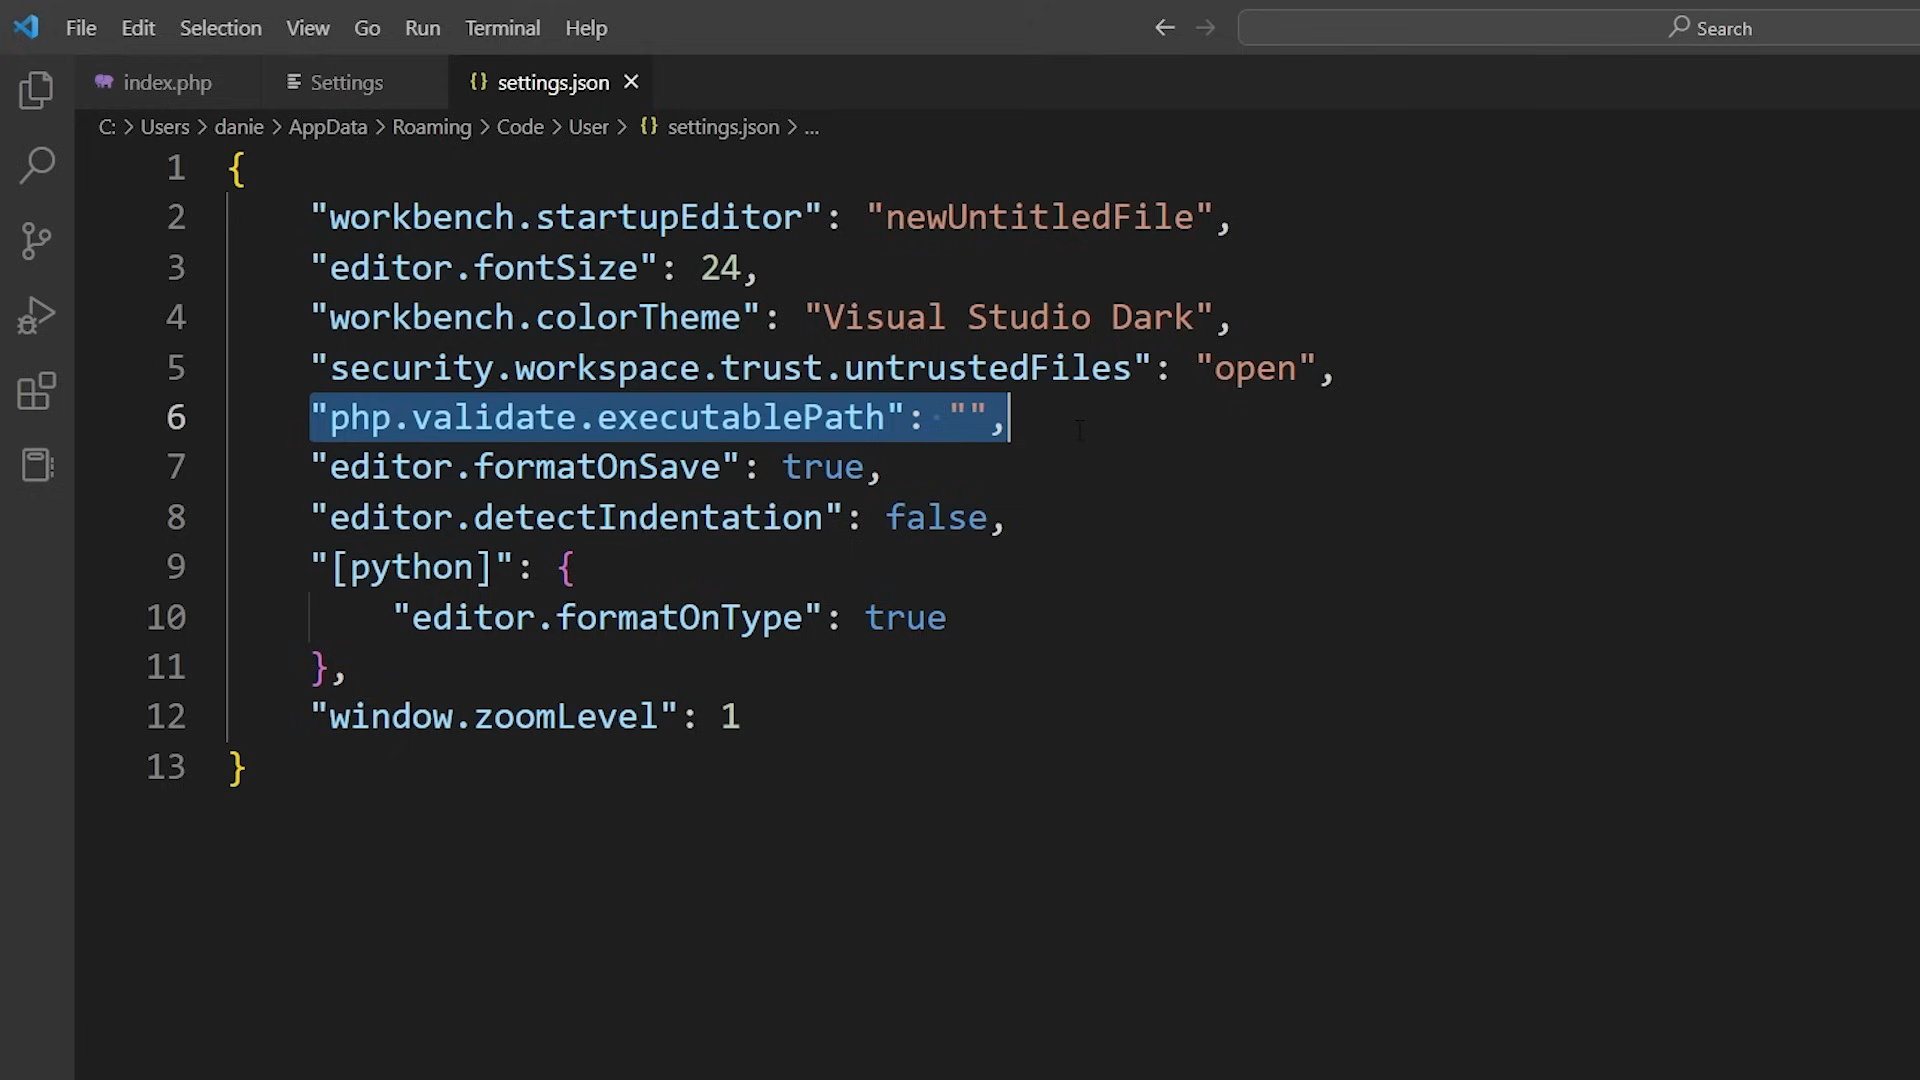 File Edit Selection View Go Run Terminal Help Search
index.php Settings {} settings.json
C: > Users > danie > AppData > Roaming > Code > User > {} settings.json > ...
1 {
2 "workbench.startupEditor": "newUntitledFile",
3 "editor.fontSize": 24,
4 "workbench.colorTheme": "Visual Studio Dark",
5 "security.workspace.trust.untrustedFiles": "open",
6 "php.validate.executablePath": "",
7 "editor.formatOnSave": true,
8 "editor.detectIndentation": false,
9 "[python]": {
10 "editor.formatOnType": true
11 },
12 "window.zoomLevel": 1
13 }